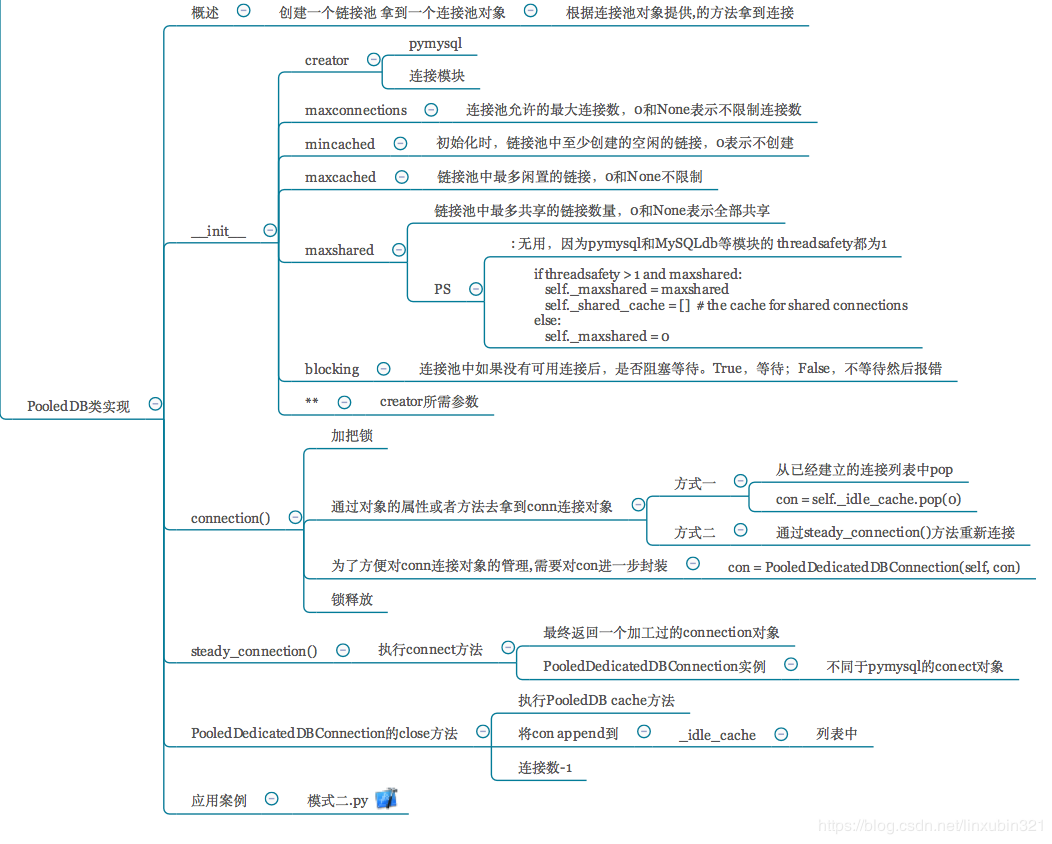 概述
创建一个链接池 拿到一个连接池对象
根据连接池对象提供,的方法拿到连接
creator
pymysql
连接模块
maxconnections
连接池允许的最大连接数，0和None表示不限制连接数
mincached
初始化时，链接池中至少创建的空闲的链接，0表示不创建
maxcached
链接池中最多闲置的链接，0和None不限制
__init__
maxshared
链接池中最多共享的链接数量，0和None表示全部共享
PS
: 无用，因为pymysql和MySQLdb等模块的 threadsafety都为1
if threadsafety > 1 and maxshared:
self._maxshared = maxshared
self._shared_cache = [] # the cache for shared connections
else:
self._maxshared = 0
blocking
连接池中如果没有可用连接后，是否阻塞等待。True，等待；False，不等待然后报错
**
creator所需参数
PooledDB类实现
connection()
加把锁
通过对象的属性或者方法去拿到conn连接对象
方式一
从已经建立的连接列表中pop
con = self._idle_cache.pop(0)
方式二
通过steady_connection()方法重新连接
为了方便对conn连接对象的管理,需要对con进一步封装
con = PooledDedicatedDBConnection(self, con)
锁释放
steady_connection()
执行connect方法
最终返回一个加工过的connection对象
PooledDedicatedDBConnection实例
不同于pymysql的conect对象
PooledDedicatedDBConnection的close方法
执行PooledDB cache方法
将con append到
_idle_cache
列表中
连接数-1
应用案例
模式二.py
https://blog.csdn.net/linxubin321